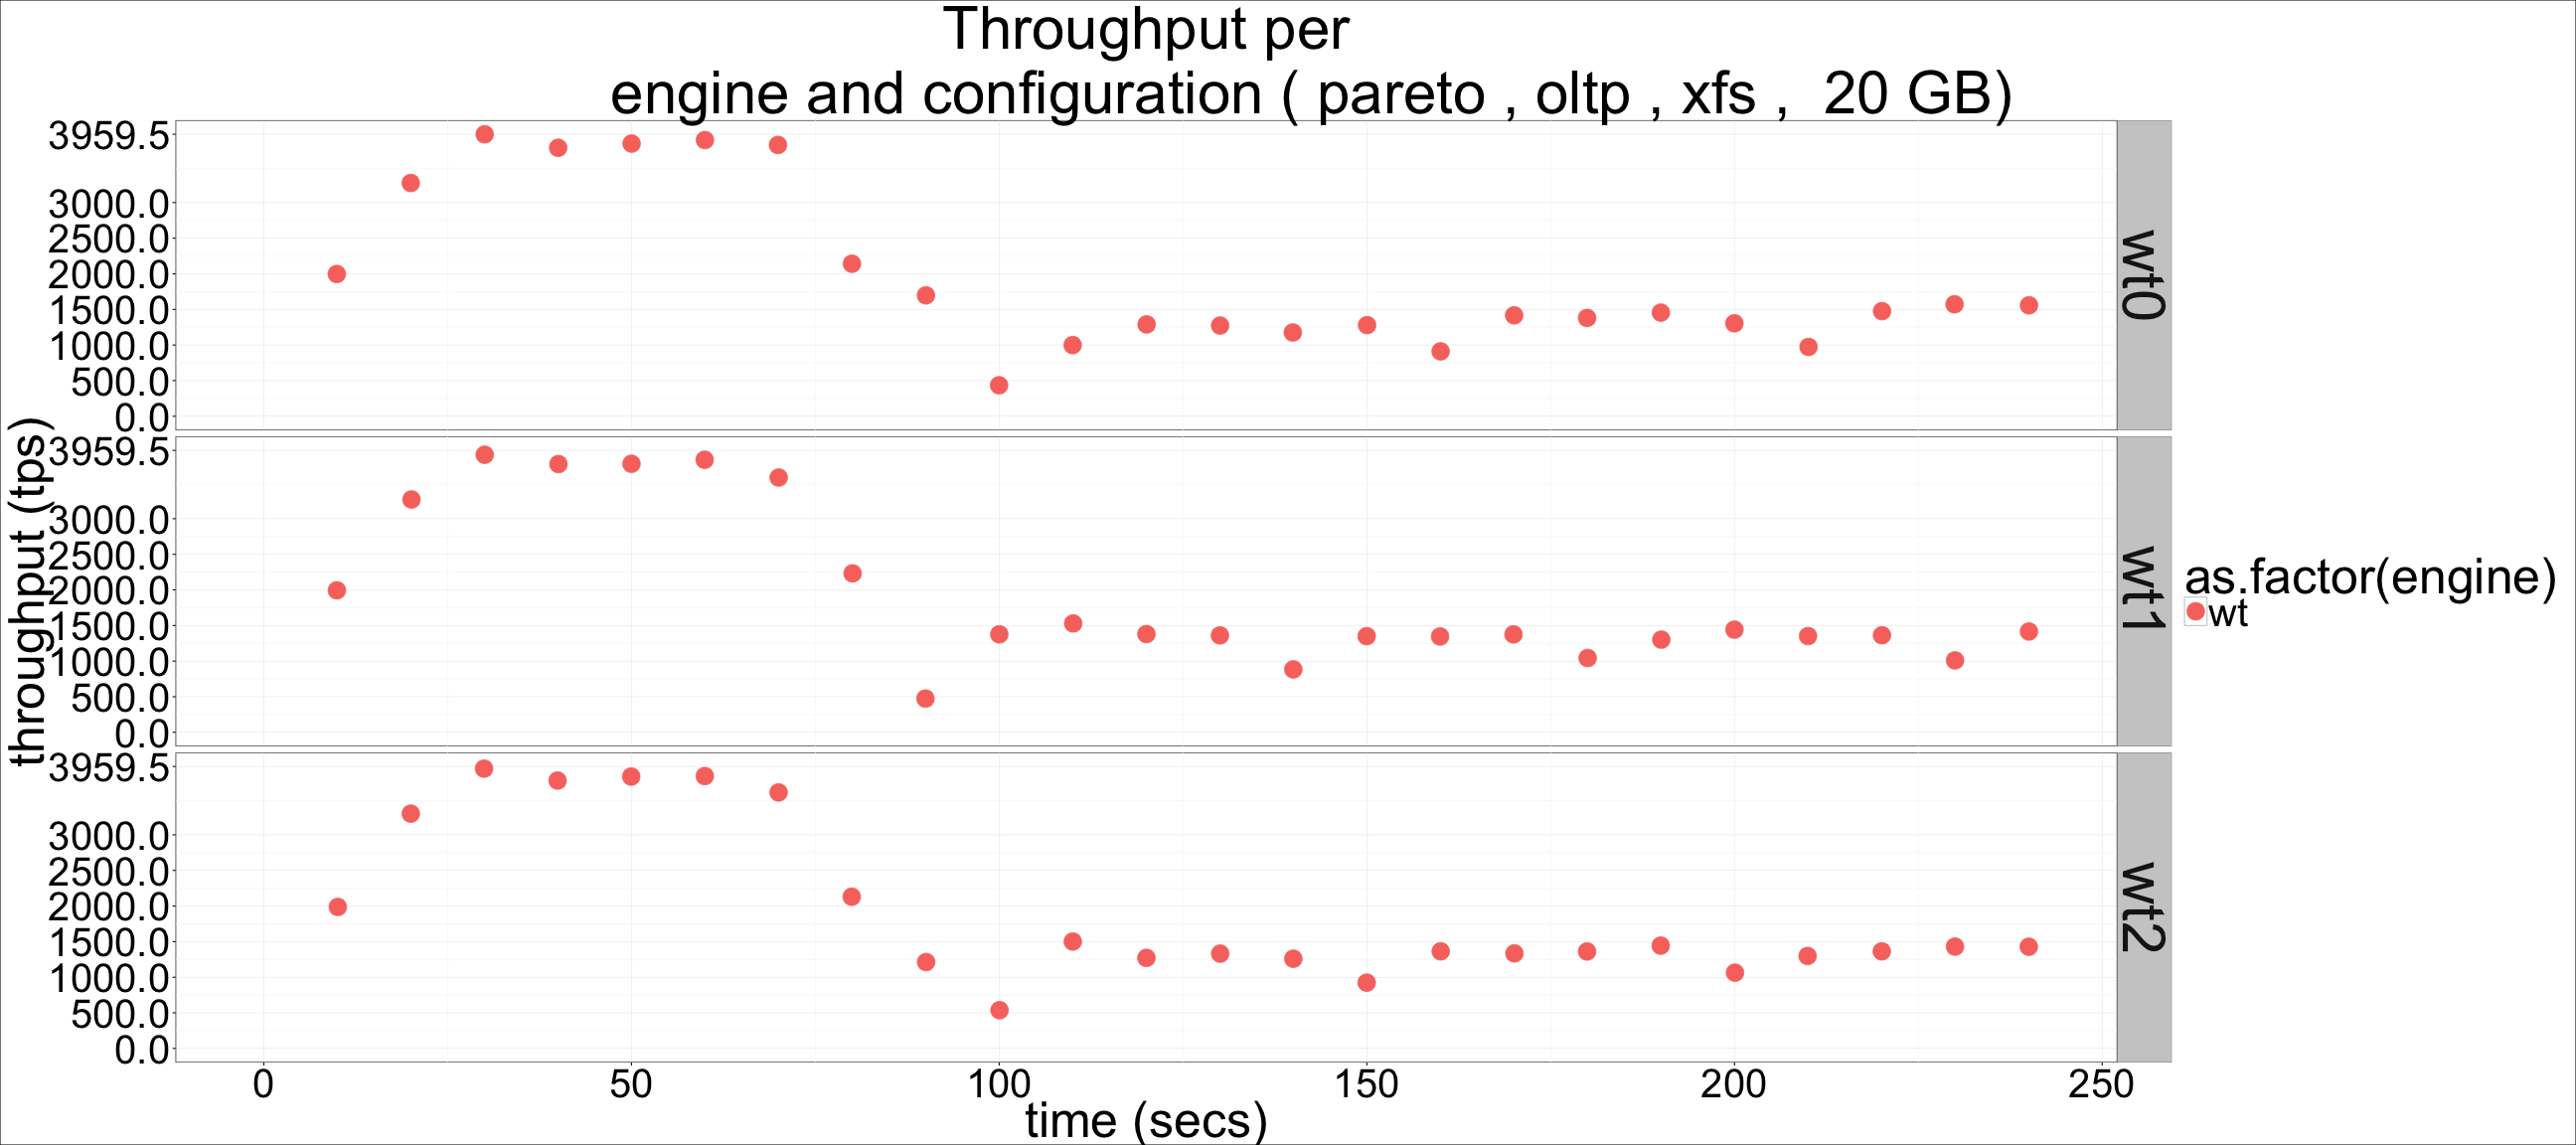 Throughput per
engine and configuration ( pareto , oltp , xfs ,  20 GB)
throughput (tps)
3959.5
3000.0
2500.0
2000.0
1500.0
1000.0
500.0
0.0
wt0
3959.5
3000.0
2500.0
2000.0
1500.0
1000.0
500.0
0.0
wt1
3959.5
3000.0
2500.0
2000.0
1500.0
1000.0
500.0
0.0
wt2
0 50 100 150 200 250
time (secs)
as.factor(engine)
wt